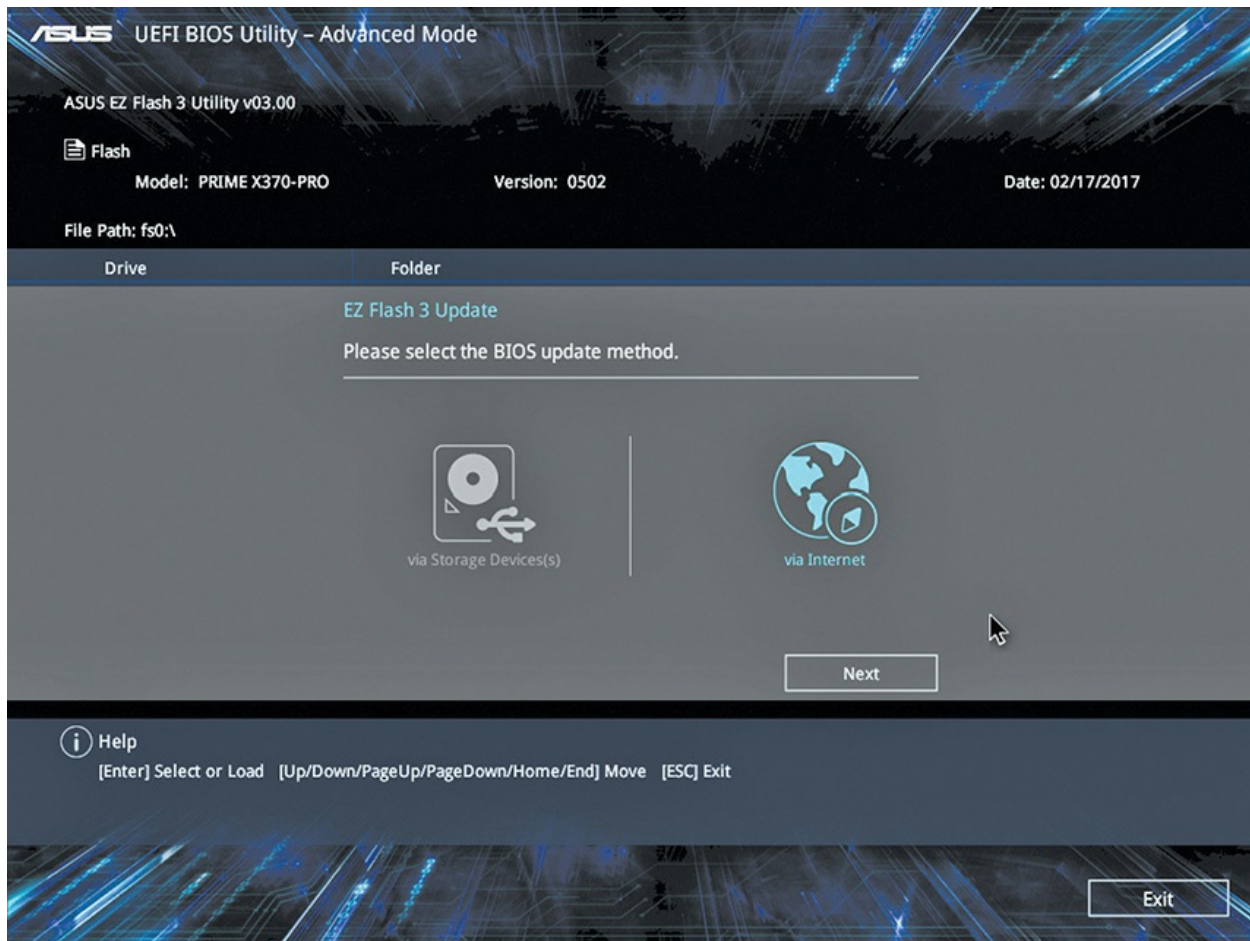 ASUS UEFI BIOS Utility – Advanced Mode
ASUS EZ Flash 3 Utility v03.00
Flash
Model: PRIME X370-PRO Version: 0502 Date: 02/17/2017
File Path: fs0:\
Drive Folder
EZ Flash 3 Update
Please select the BIOS update method.
via Storage Devices(s) via Internet
Next
Help
[Enter] Select or Load [Up/Down/PageUp/PageDown/Home/End] Move [ESC] Exit
Exit